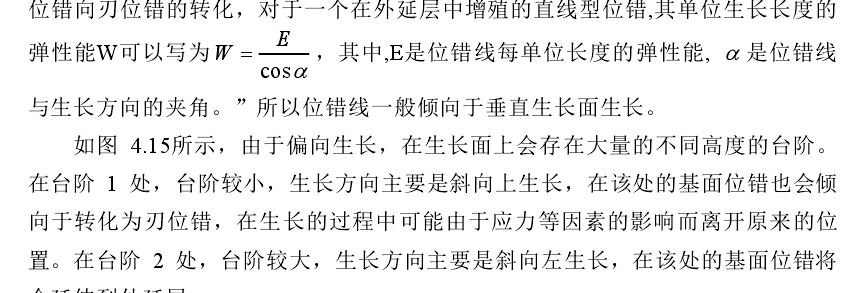 位错向刃位错的转化，对于一个在外延层中增殖的直线型位错,其单位生长长度的
弹性能W可以写为 W = E / cosα ，其中,E是位错线每单位长度的弹性能, α 是位错线
与生长方向的夹角。”所以位错线一般倾向于垂直生长面生长。
如图 4.15所示，由于偏向生长，在生长面上会存在大量的不同高度的台阶。
在台阶 1 处，台阶较小，生长方向主要是斜向上生长，在该处的基面位错也会倾
向于转化为刃位错，在生长的过程中可能由于应力等因素的影响而离开原来的位
置。在台阶 2 处，台阶较大，生长方向主要是斜向左生长，在该处的基面位错将